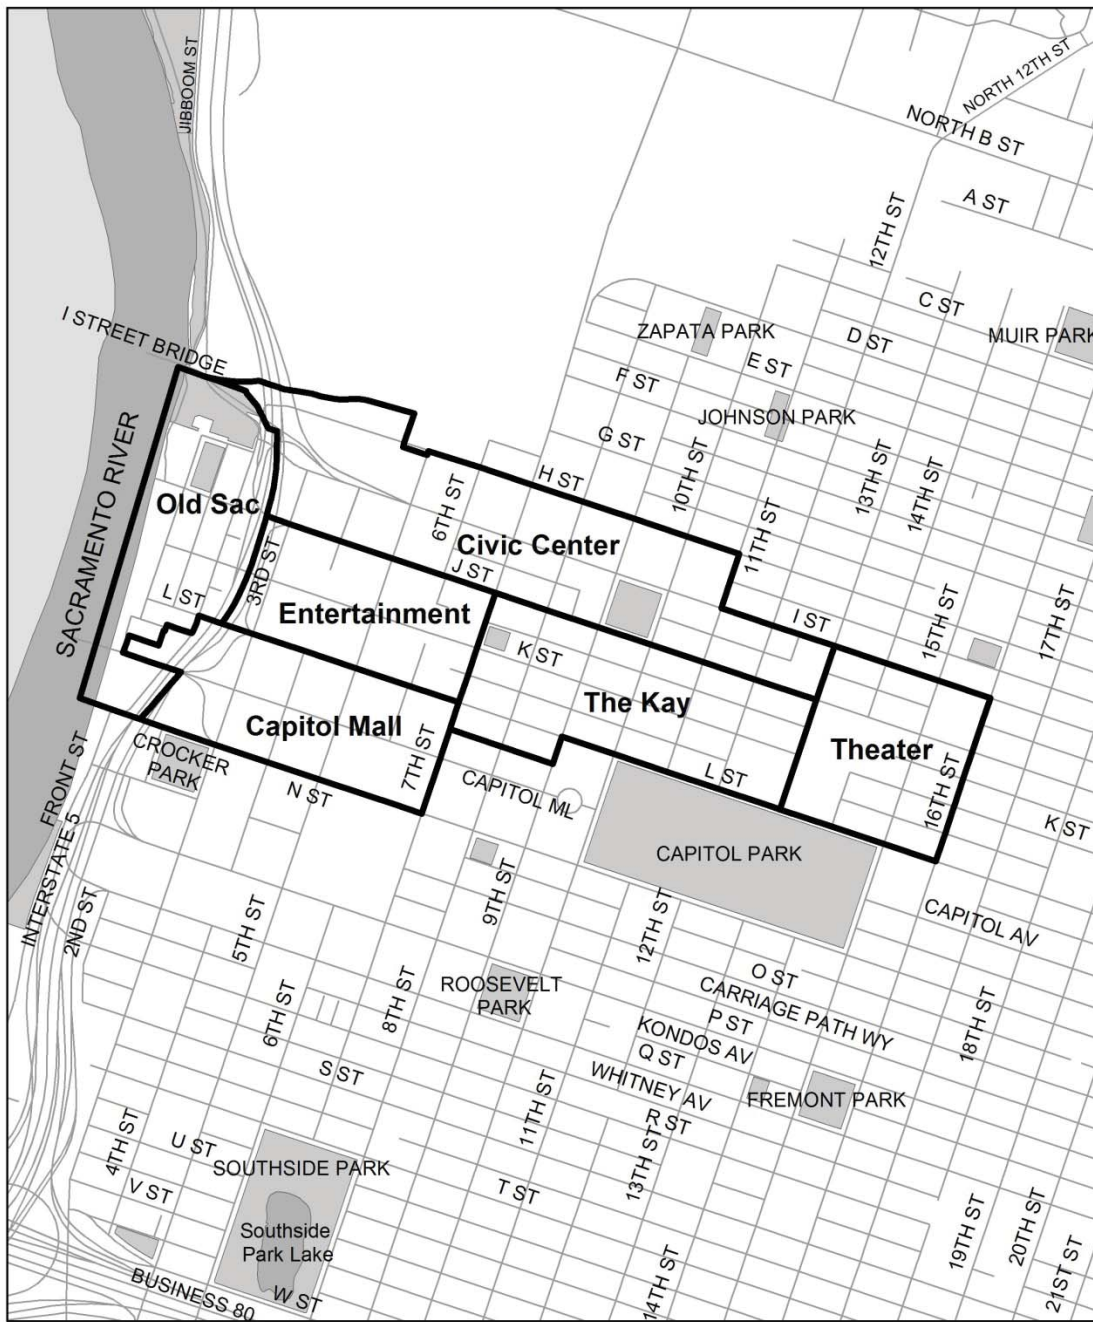 JIBBOOM ST
NORTH 12TH ST
NORTH B ST
A ST
12TH ST
C ST
I STREET BRIDGE
ZAPATA PARK
D ST
MUIR PARK
E ST
F ST
JOHNSON PARK
G ST
SACRAMENTO RIVER
H ST
10TH ST
13TH ST
14TH ST
Old Sac
6TH ST
Civic Center
11TH ST
3RD ST
J ST
L ST
Entertainment
I ST
15TH ST
17TH ST
K ST
The Kay
Capitol Mall
Theater
7TH ST
CROCKER
PARK
FRONT ST
N ST
CAPITOL ML
L ST
16TH ST
K ST
CAPITOL PARK
INTERSTATE 5
2ND ST
9TH ST
5TH ST
12TH ST
CAPITOL AV
ROOSEVELT
PARK
O ST
CARRIAGE PATH WY
6TH ST
8TH ST
P ST
KONDOS AV
18TH ST
Q ST
S ST
WHITNEY AV
FREMONT PARK
11TH ST
R ST
4TH ST
U ST
SOUTHSIDE PARK
13TH ST
V ST
T ST
Southside
Park Lake
19TH ST
20TH ST
BUSINESS 80
W ST
14TH ST
21ST ST